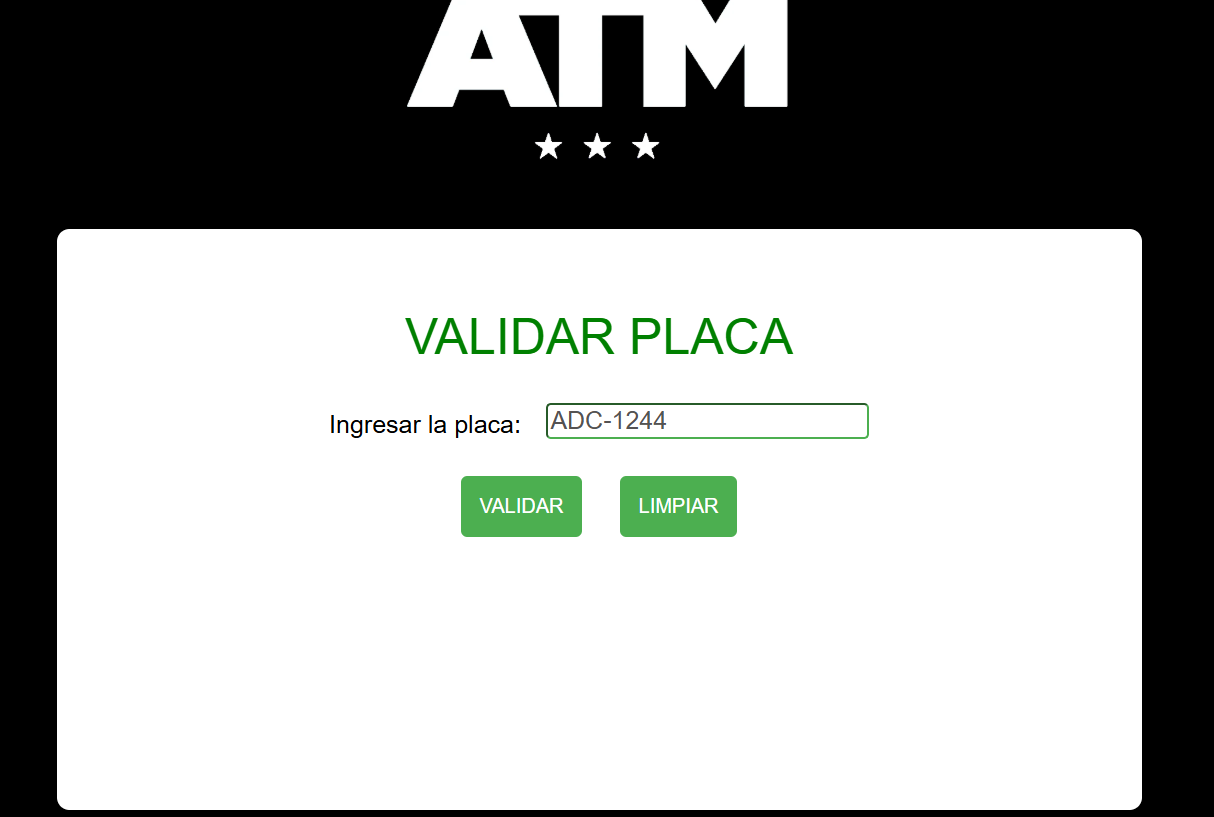 ATM
VALIDAR PLACA
Ingresar la placa: ADC-1244
VALIDAR LIMPIAR